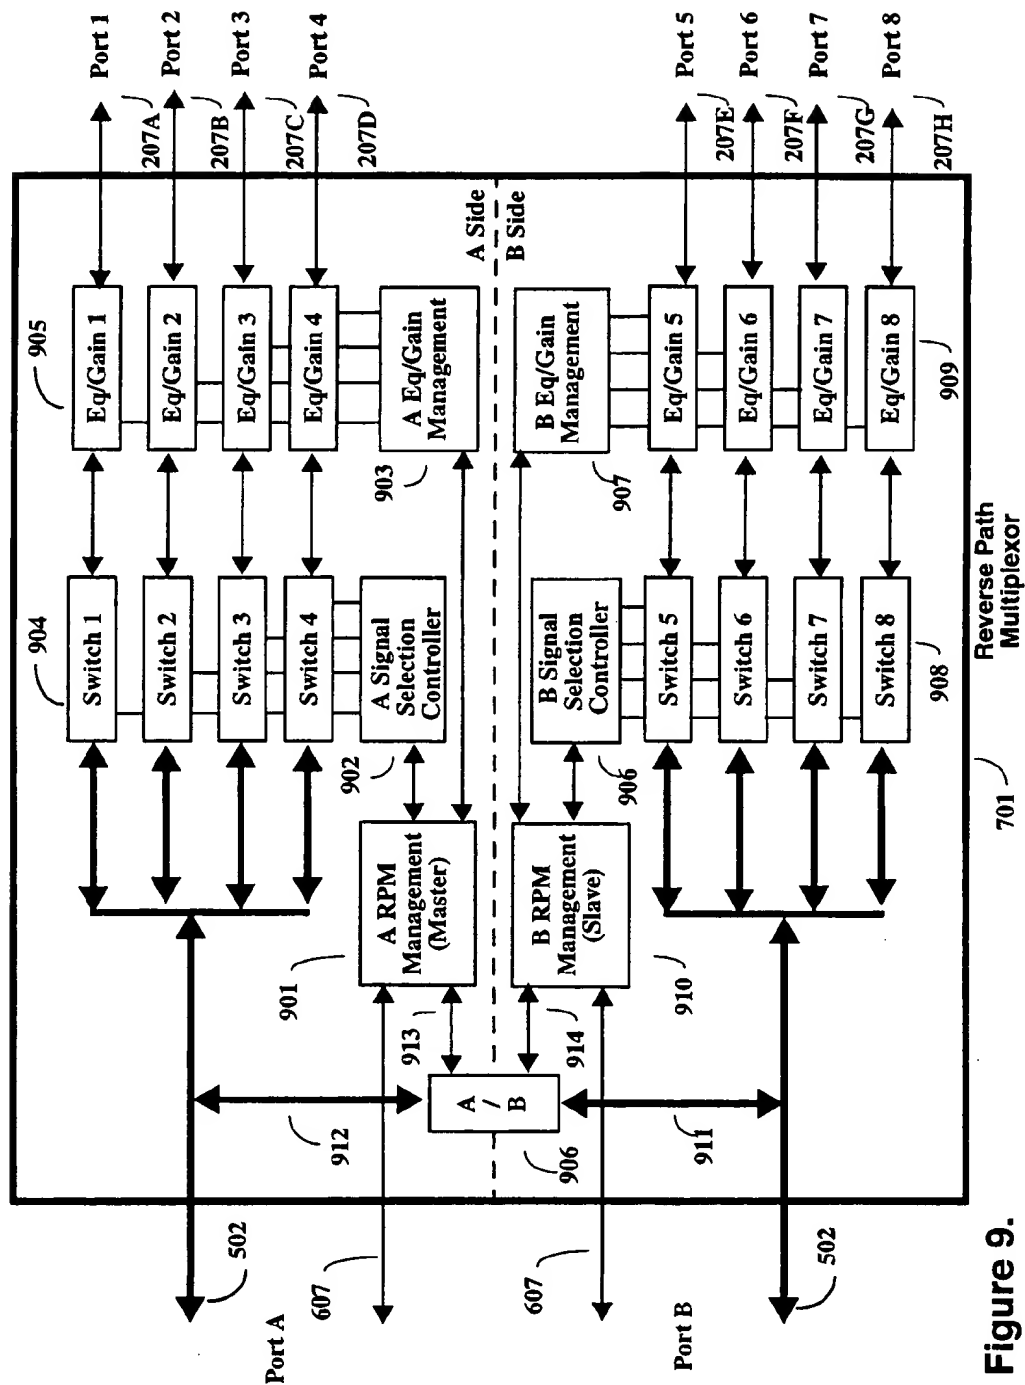 Port 1
Port 2
Port 3
Port 4
207A
207B
207C
207D
Port 5
Port 6
Port 7
Port 8
207E
207F
207G
207H
A Side
B Side
905
Eq/Gain 1
Eq/Gain 2
Eq/Gain 3
Eq/Gain 4
A Eq/Gain
Management
903
B Eq/Gain
Management
907
Eq/Gain 5
Eq/Gain 6
Eq/Gain 7
Eq/Gain 8
909
904
Switch 1
Switch 2
Switch 3
Switch 4
A Signal
Selection
Controller
902
B Signal
Selection
Controller
906
Switch 5
Switch 6
Switch 7
Switch 8
908
Reverse Path
Multiplexor
701
A RPM
Management
(Master)
901
B RPM
Management
(Slave)
910
913
914
A
/
B
906
912
911
502
607
Port A
607
502
Port B
Figure 9.